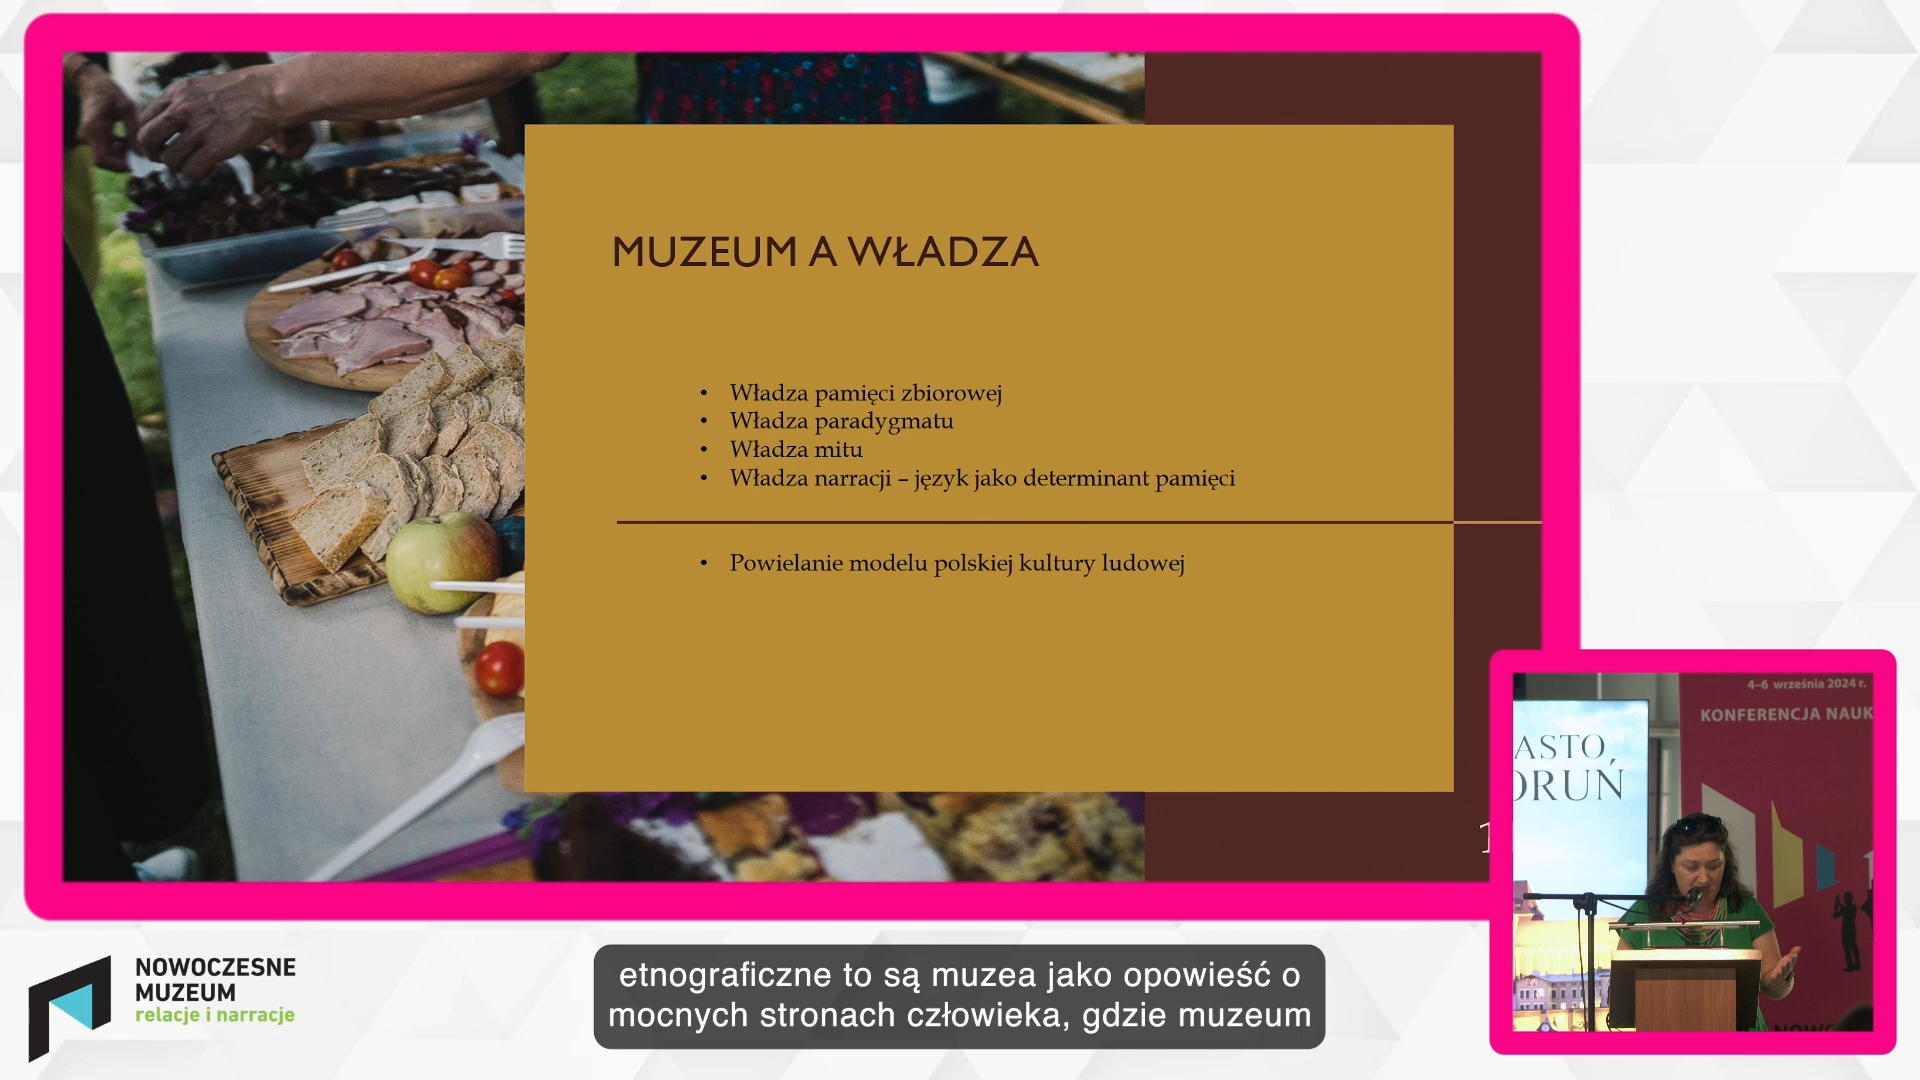 MUZEUM A WŁADZA
• Władza pamięci zbiorowej
• Władza paradygmatu
• Władza mitu
• Władza narracji – język jako determinant pamięci
• Powielanie modelu polskiej kultury ludowej
4–6 września 2024 r.
KONFERENCJA NAUK
ASTO,
ORUŃ
NOWOCZESNE
MUZEUM
relacje i narracje
etnograficzne to są muzea jako opowieść o
mocnych stronach człowieka, gdzie muzeum